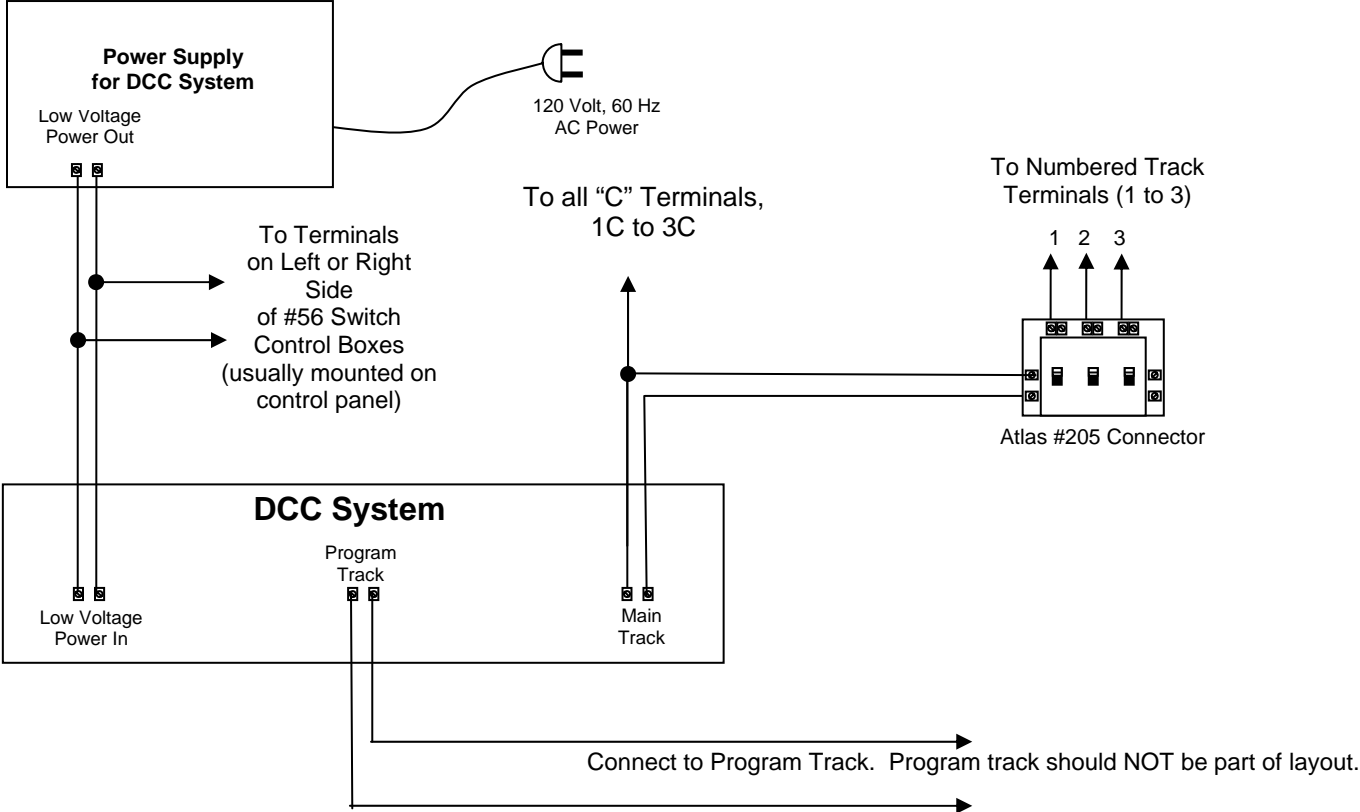 Power Supply
for DCC System
Low Voltage
Power Out
120 Volt, 60 Hz
AC Power
To all “C” Terminals,
1C to 3C
To Numbered Track
Terminals (1 to 3)
1 2 3
Atlas #205 Connector
To Terminals
on Left or Right
Side
of #56 Switch
Control Boxes
(usually mounted on
control panel)
DCC System
Low Voltage
Power In
Program
Track
Main
Track
Connect to Program Track. Program track should NOT be part of layout.